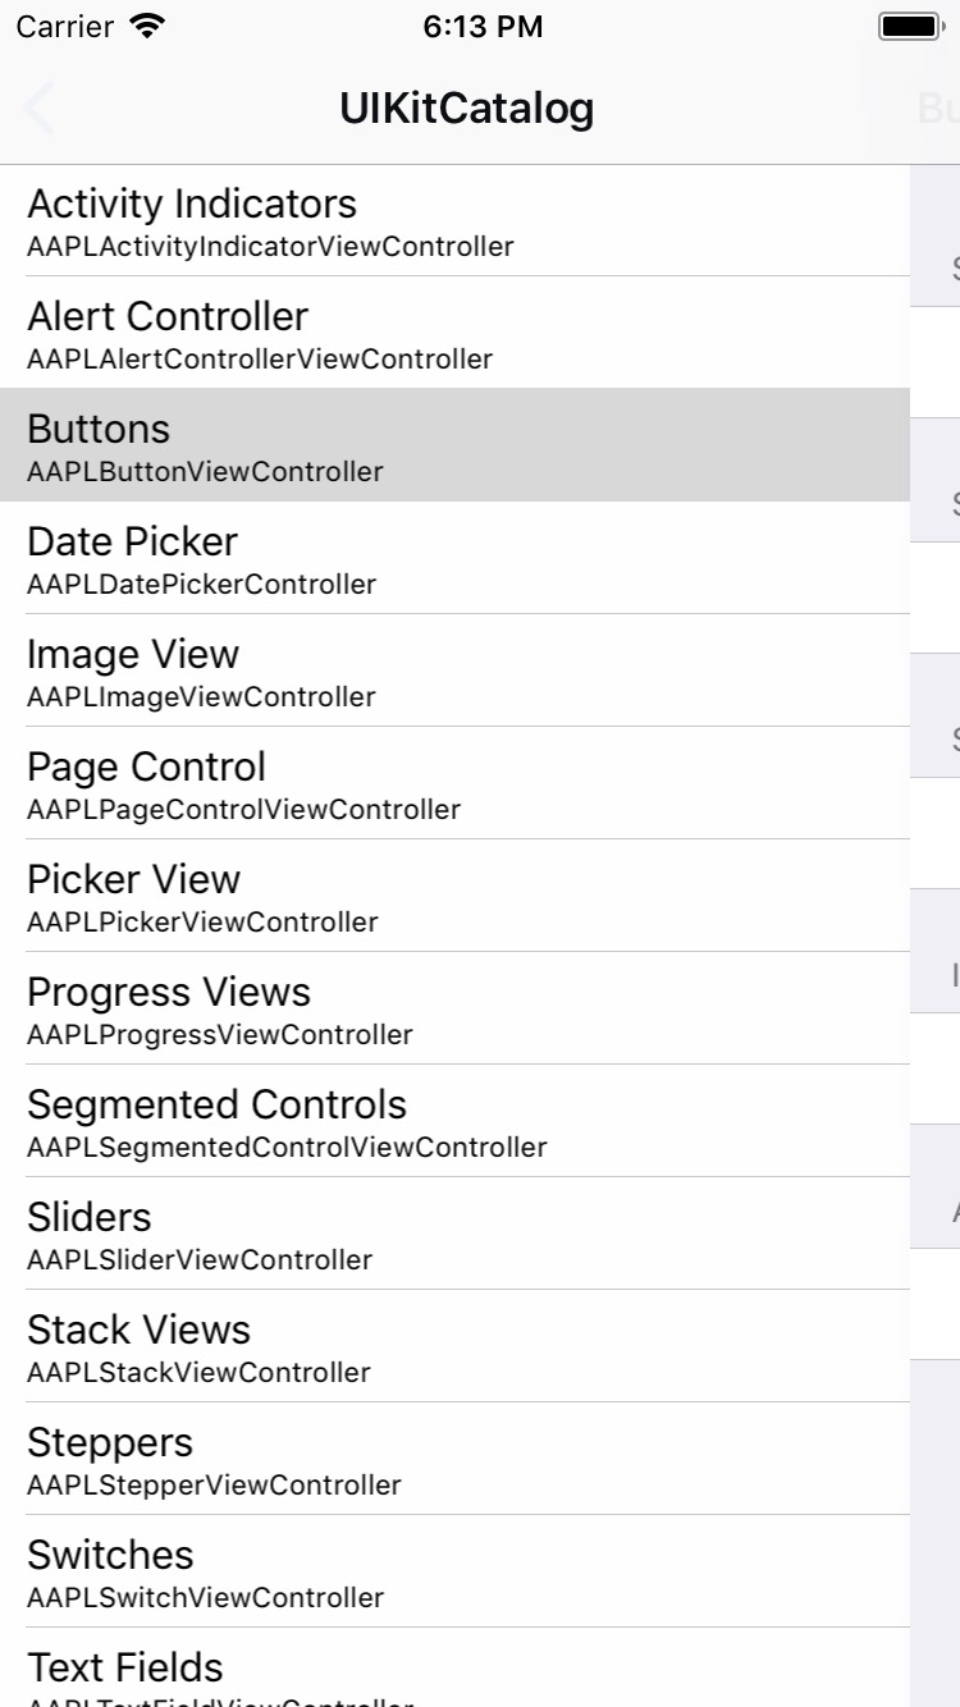 Carrier 6:13 PM
UIKitCatalog
Activity Indicators
AAPLActivityIndicatorViewController
Alert Controller
AAPLAlertControllerViewController
Buttons
AAPLButtonViewController
Date Picker
AAPLDatePickerController
Image View
AAPLImageViewController
Page Control
AAPLPageControlViewController
Picker View
AAPLPickerViewController
Progress Views
AAPLProgressViewController
Segmented Controls
AAPLSegmentedControlViewController
Sliders
AAPLSliderViewController
Stack Views
AAPLStackViewController
Steppers
AAPLStepperViewController
Switches
AAPLSwitchViewController
Text Fields